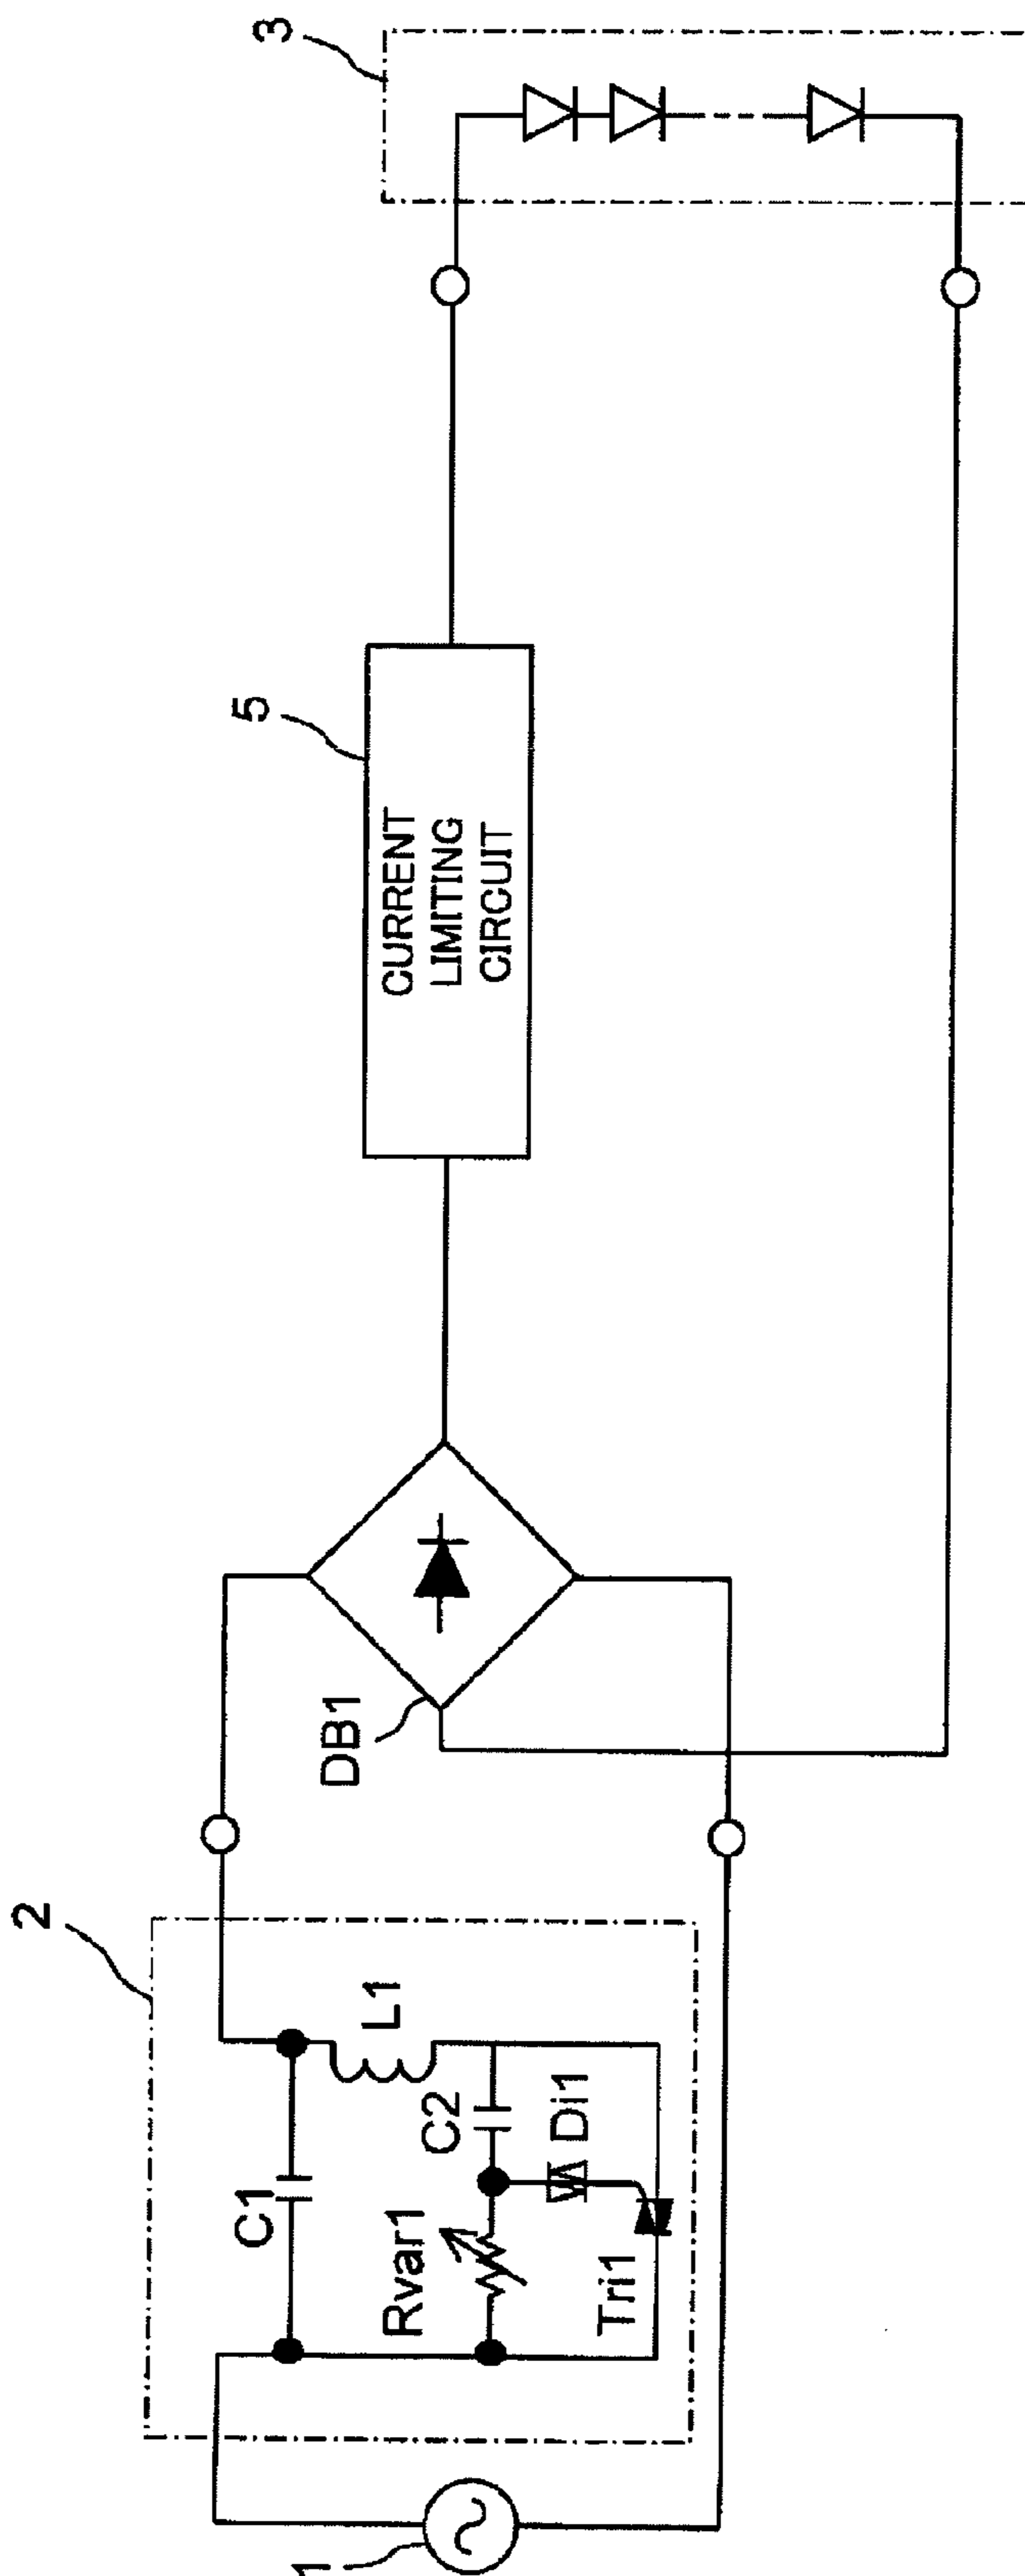 1
2
C1
L1
Rvar1
C2
Di1
Tri1
DB1
5
CURRENT
LIMITING
CIRCUIT
3